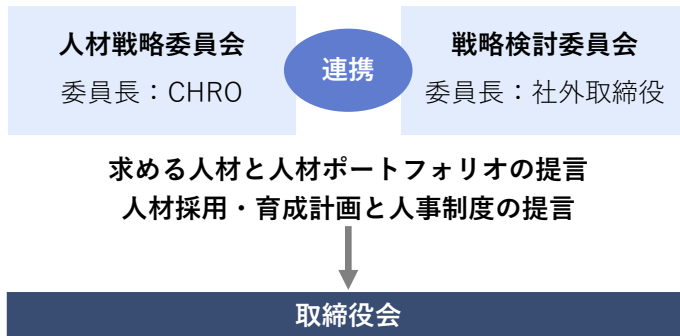 人材戦略委員会
委員長：CHRO
連携
戦略検討委員会
委員長：社外取締役
求める人材と人材ポートフォリオの提言
人材採用・育成計画と人事制度の提言
取締役会